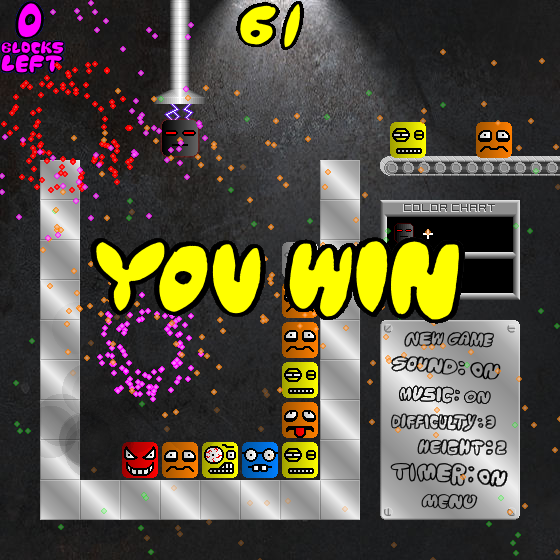 0
BLOCKS
LEFT
61
COLOR CHART
YOU WIN
NEW GAME
SOUND: ON
MUSIC: ON
DIFFICULTY: 3
HEIGHT: 2
TIMER: ON
MENU